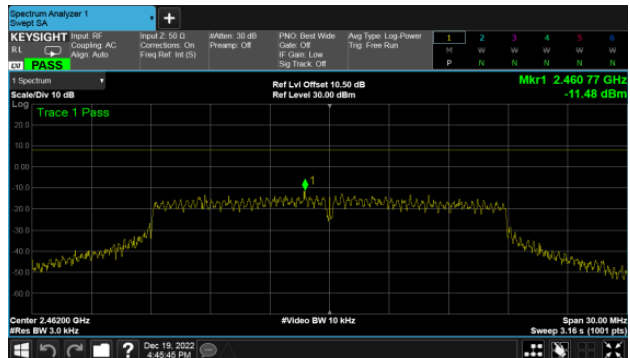 Spectrum Analyzer 1
Swept SA
+
KEYSIGHT Input: RF Input Z: 50 Ω #Atten: 30 dB PNO: Best Wide Avg Type: Log-Power 1 2 3 4 5 6
RL Coupling: AC Corrections: On Preamp: Off Gate: Off Trig: Free Run M W W W W W
Align: Auto Freq Ref: Int (S) IF Gain: Low
EXT PASS Sig Track: Off P N N N N N
1 Spectrum Ref Lvl Offset 10.50 dB Mkr1 2.460 77 GHz
Scale/Div 10 dB Ref Level 30.00 dBm -11.48 dBm
Log
Trace 1 Pass
20.0
10.0
0.00
-10.0
1
-20.0
-30.0
-40.0
-50.0
-60.0
Center 2.46200 GHz #Video BW 10 kHz Span 30.00 MHz
#Res BW 3.0 kHz Sweep 3.16 s (1001 pts)
? Dec 19, 2022
4:45:45 PM